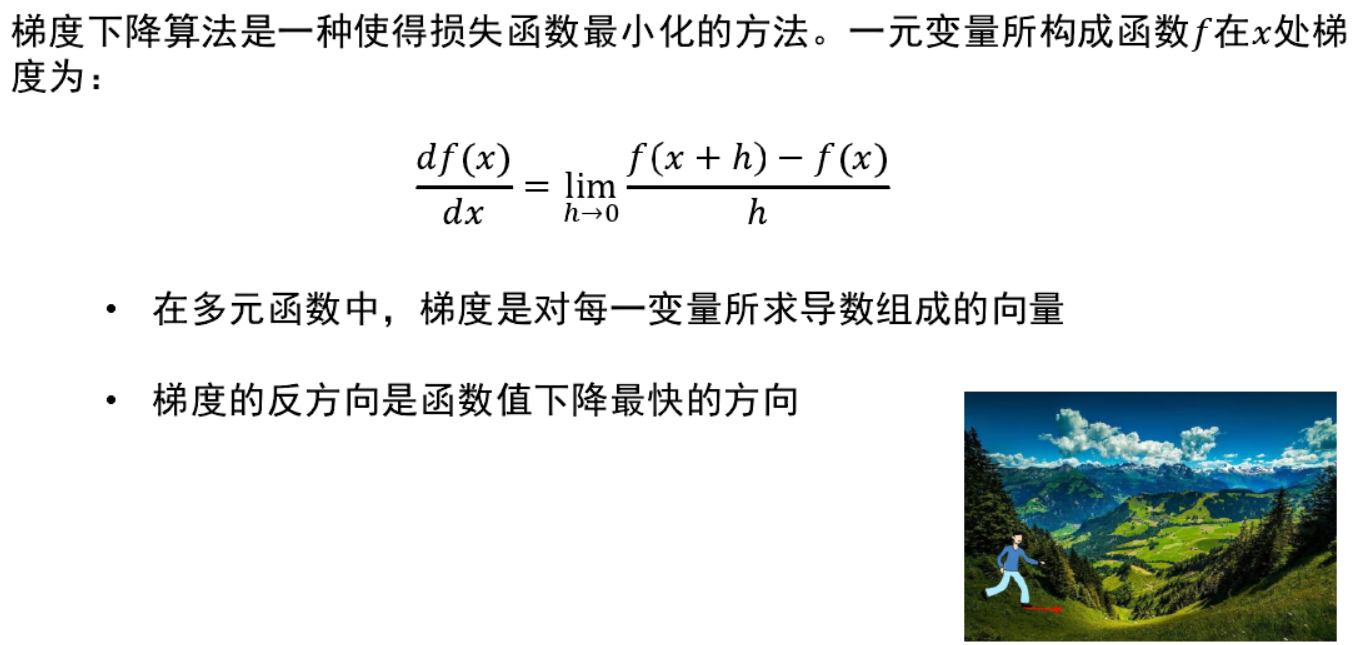 梯度下降算法是一种使得损失函数最小化的方法。一元变量所构成函数f在x处梯
度为：
df(x)/dx = lim h→0 f(x + h) − f(x)/h
• 在多元函数中，梯度是对每一变量所求导数组成的向量
• 梯度的反方向是函数值下降最快的方向